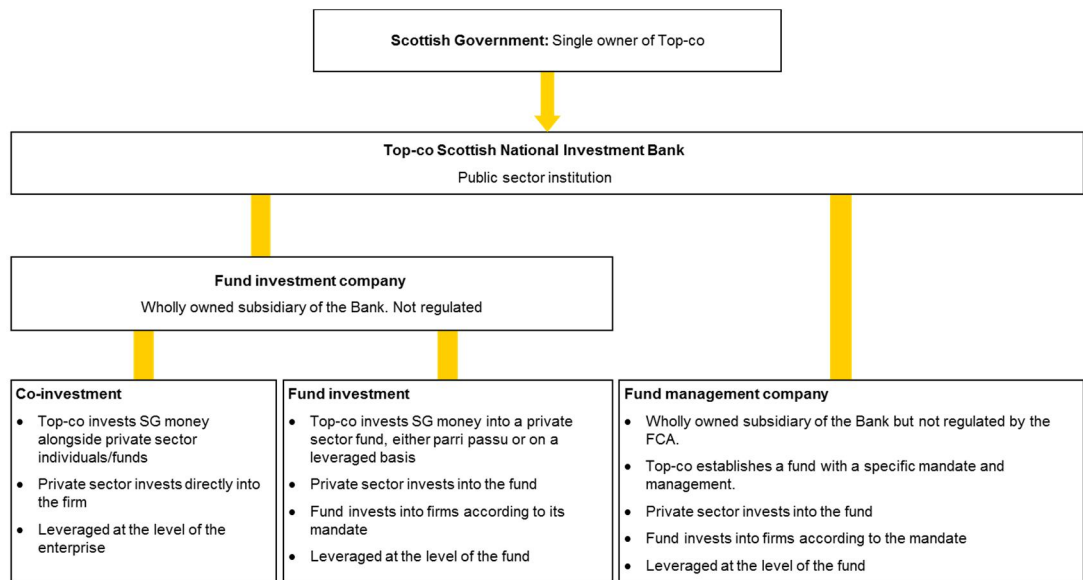 Scottish Government: Single owner of Top-co
Top-co Scottish National Investment Bank
Public sector institution
Fund investment company
Wholly owned subsidiary of the Bank. Not regulated
Co-investment
• Top-co invests SG money
alongside private sector
individuals/funds
• Private sector invests directly into
the firm
• Leveraged at the level of the
enterprise
Fund investment
• Top-co invests SG money into a private
sector fund, either parri passu or on a
leveraged basis
• Private sector invests into the fund
• Fund invests into firms according to its
mandate
• Leveraged at the level of the fund
Fund management company
• Wholly owned subsidiary of the Bank but not regulated by the
FCA.
• Top-co establishes a fund with a specific mandate and
management.
• Private sector invests into the fund
• Fund invests into firms according to the mandate
• Leveraged at the level of the fund